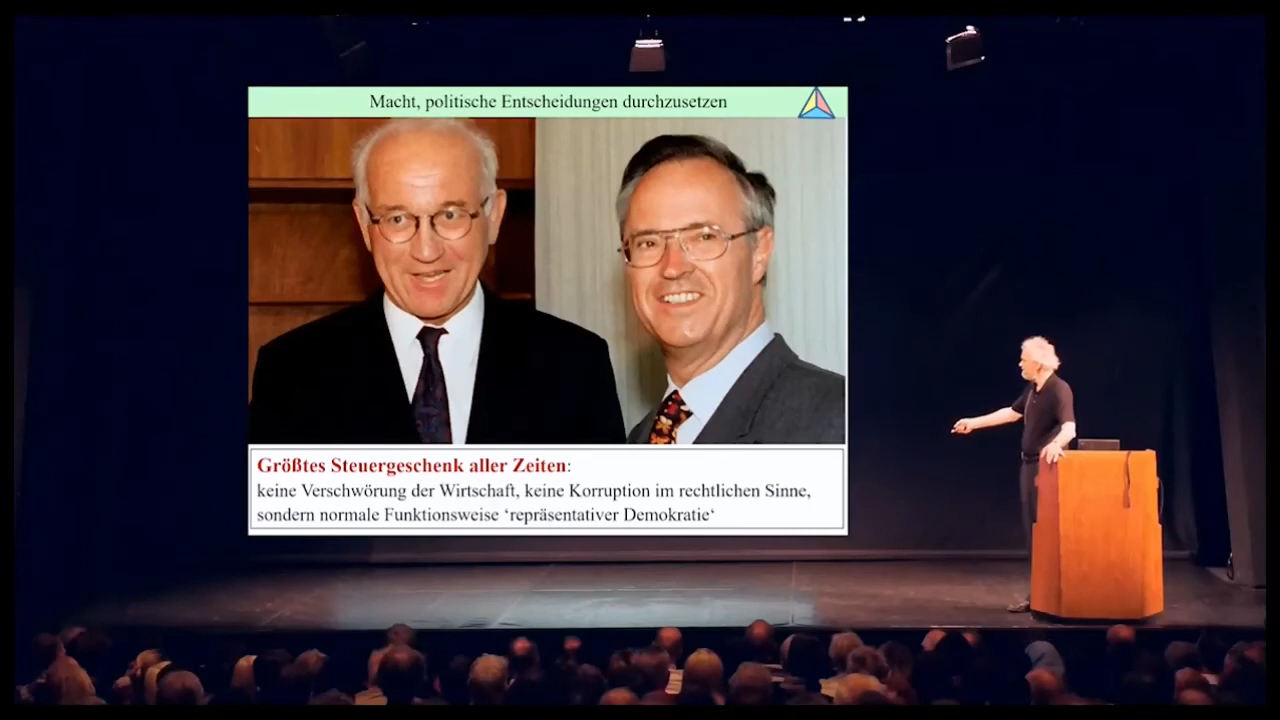 Macht, politische Entscheidungen durchzusetzen
Größtes Steuergeschenk aller Zeiten:
keine Verschwörung der Wirtschaft, keine Korruption im rechtlichen Sinne,
sondern normale Funktionsweise ‘repräsentativer Demokratie‘